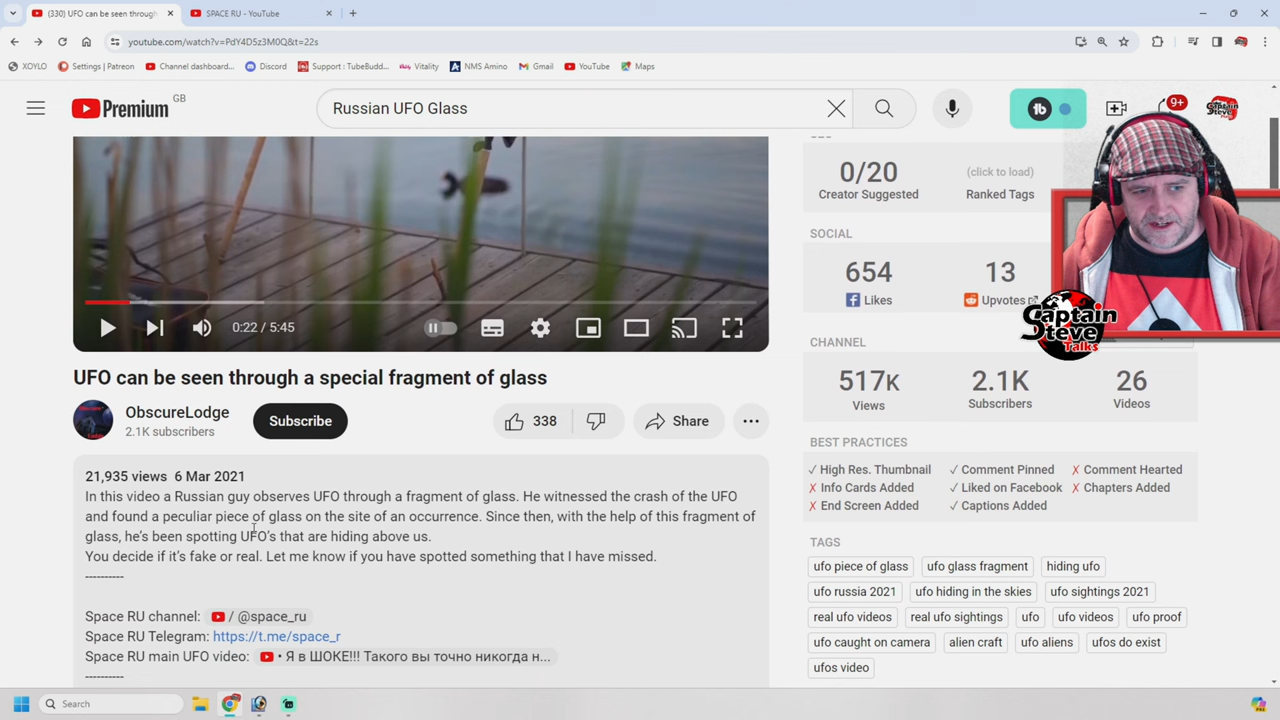 (330) UFO can be seen through
SPACE RU - YouTube
youtube.com/watch?v=PdY4D5z3M0Q&t=22s
XOYLO
Settings | Patreon
Channel dashboard...
Discord
Support : TubeBudd...
Vitality
NMS Amino
Gmail
YouTube
Maps
Premium GB
Russian UFO Glass
9+
0/20
Creator Suggested
(click to load)
Ranked Tags
SOCIAL
654
Likes
13
Upvotes
Captain
Steve
Talks
0:22 / 5:45
CHANNEL
517K
Views
2.1K
Subscribers
26
Videos
UFO can be seen through a special fragment of glass
ObscureLodge
2.1K subscribers
Subscribe
338
Share
BEST PRACTICES
✓ High Res. Thumbnail ✓ Comment Pinned ✗ Comment Hearted
✗ Info Cards Added ✓ Liked on Facebook ✗ Chapters Added
✗ End Screen Added ✓ Captions Added
21,935 views 6 Mar 2021
In this video a Russian guy observes UFO through a fragment of glass. He witnessed the crash of the UFO
and found a peculiar piece of glass on the site of an occurrence. Since then, with the help of this fragment of
glass, he's been spotting UFO's that are hiding above us.
You decide if it's fake or real. Let me know if you have spotted something that I have missed.
----------
Space RU channel: / @space_ru
Space RU Telegram: https://t.me/space_r
Space RU main UFO video: • Я в ШОКЕ!!! Такого вы точно никогда н...
----------
TAGS
ufo piece of glass
ufo glass fragment
hiding ufo
ufo russia 2021
ufo hiding in the skies
ufo sightings 2021
real ufo videos
real ufo sightings
ufo
ufo videos
ufo proof
ufo caught on camera
alien craft
ufo aliens
ufos do exist
ufos video
Search